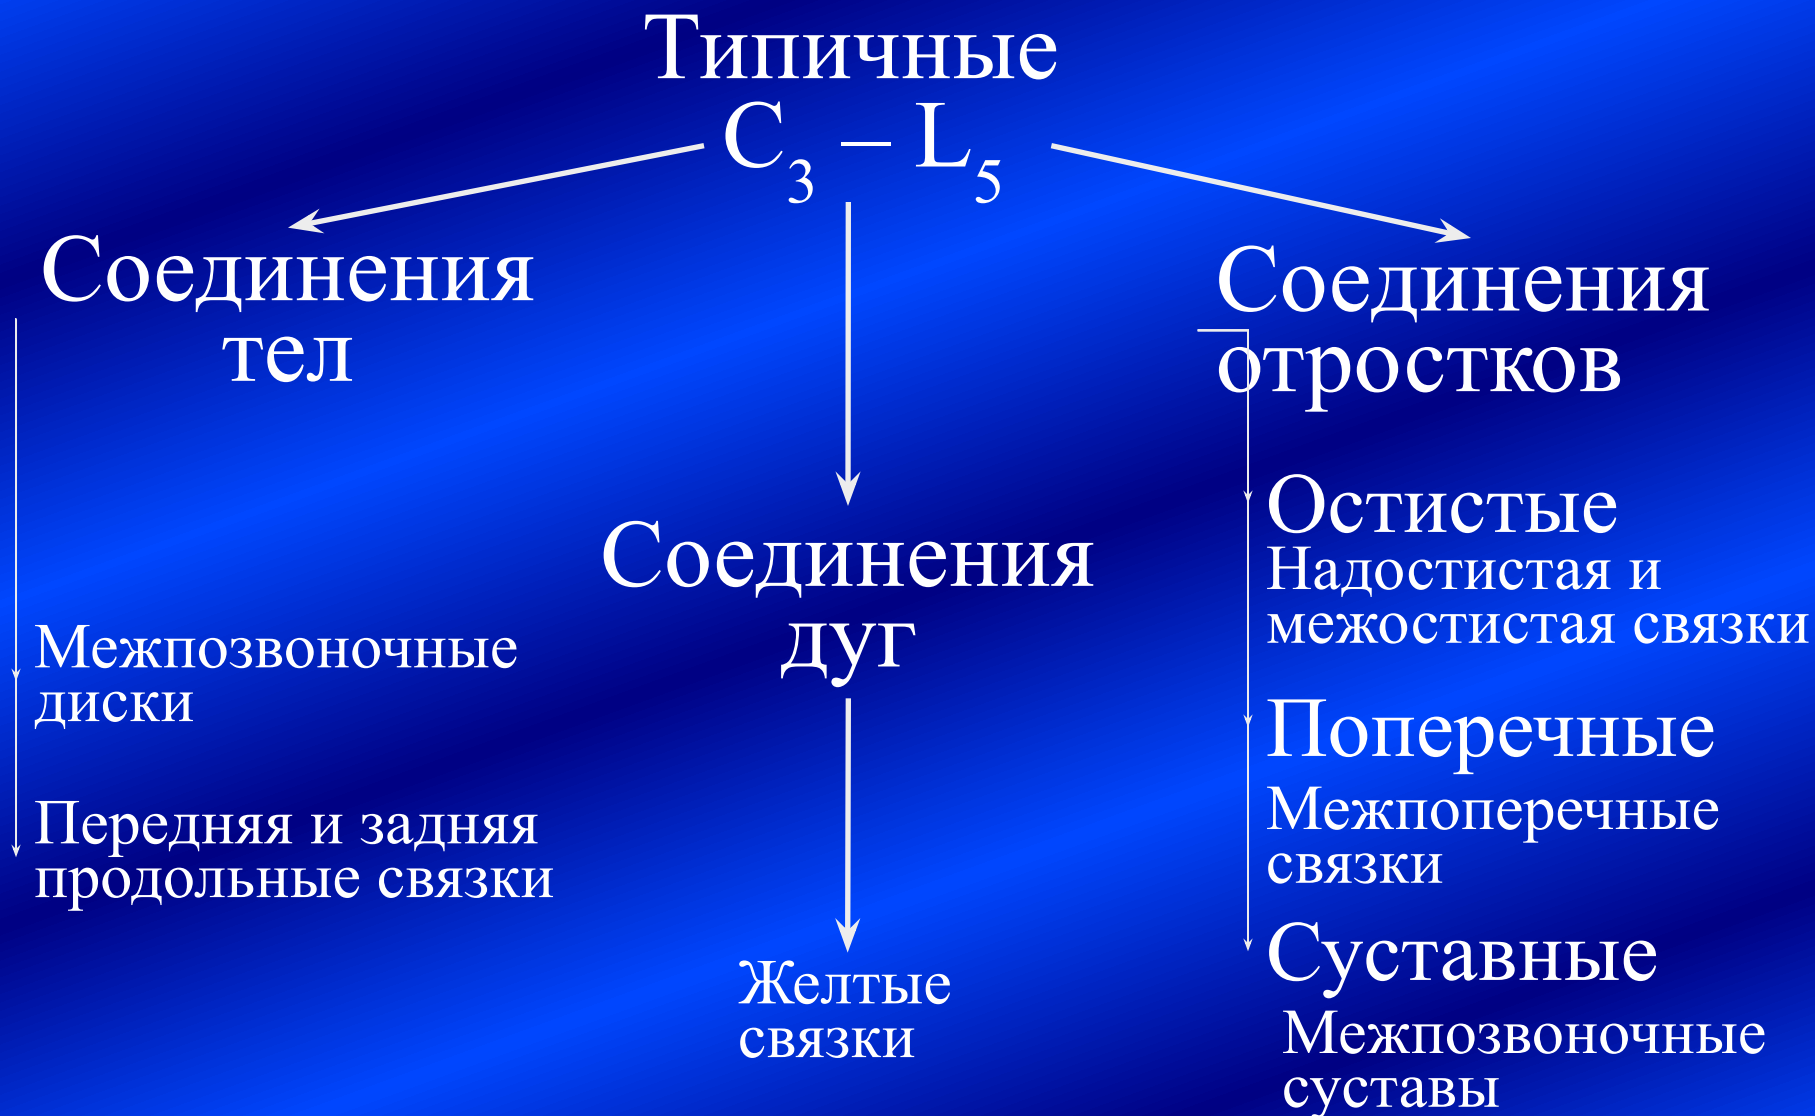 Типичные
C3 – L5
Соединения
тел
Межпозвоночные
диски
Передняя и задняя
продольные связки
Соединения
дуг
Желтые
связки
Соединения
отростков
Остистые
Надостистая и
межостистая связки
Поперечные
Межпоперечные
связки
Суставные
Межпозвоночные
суставы